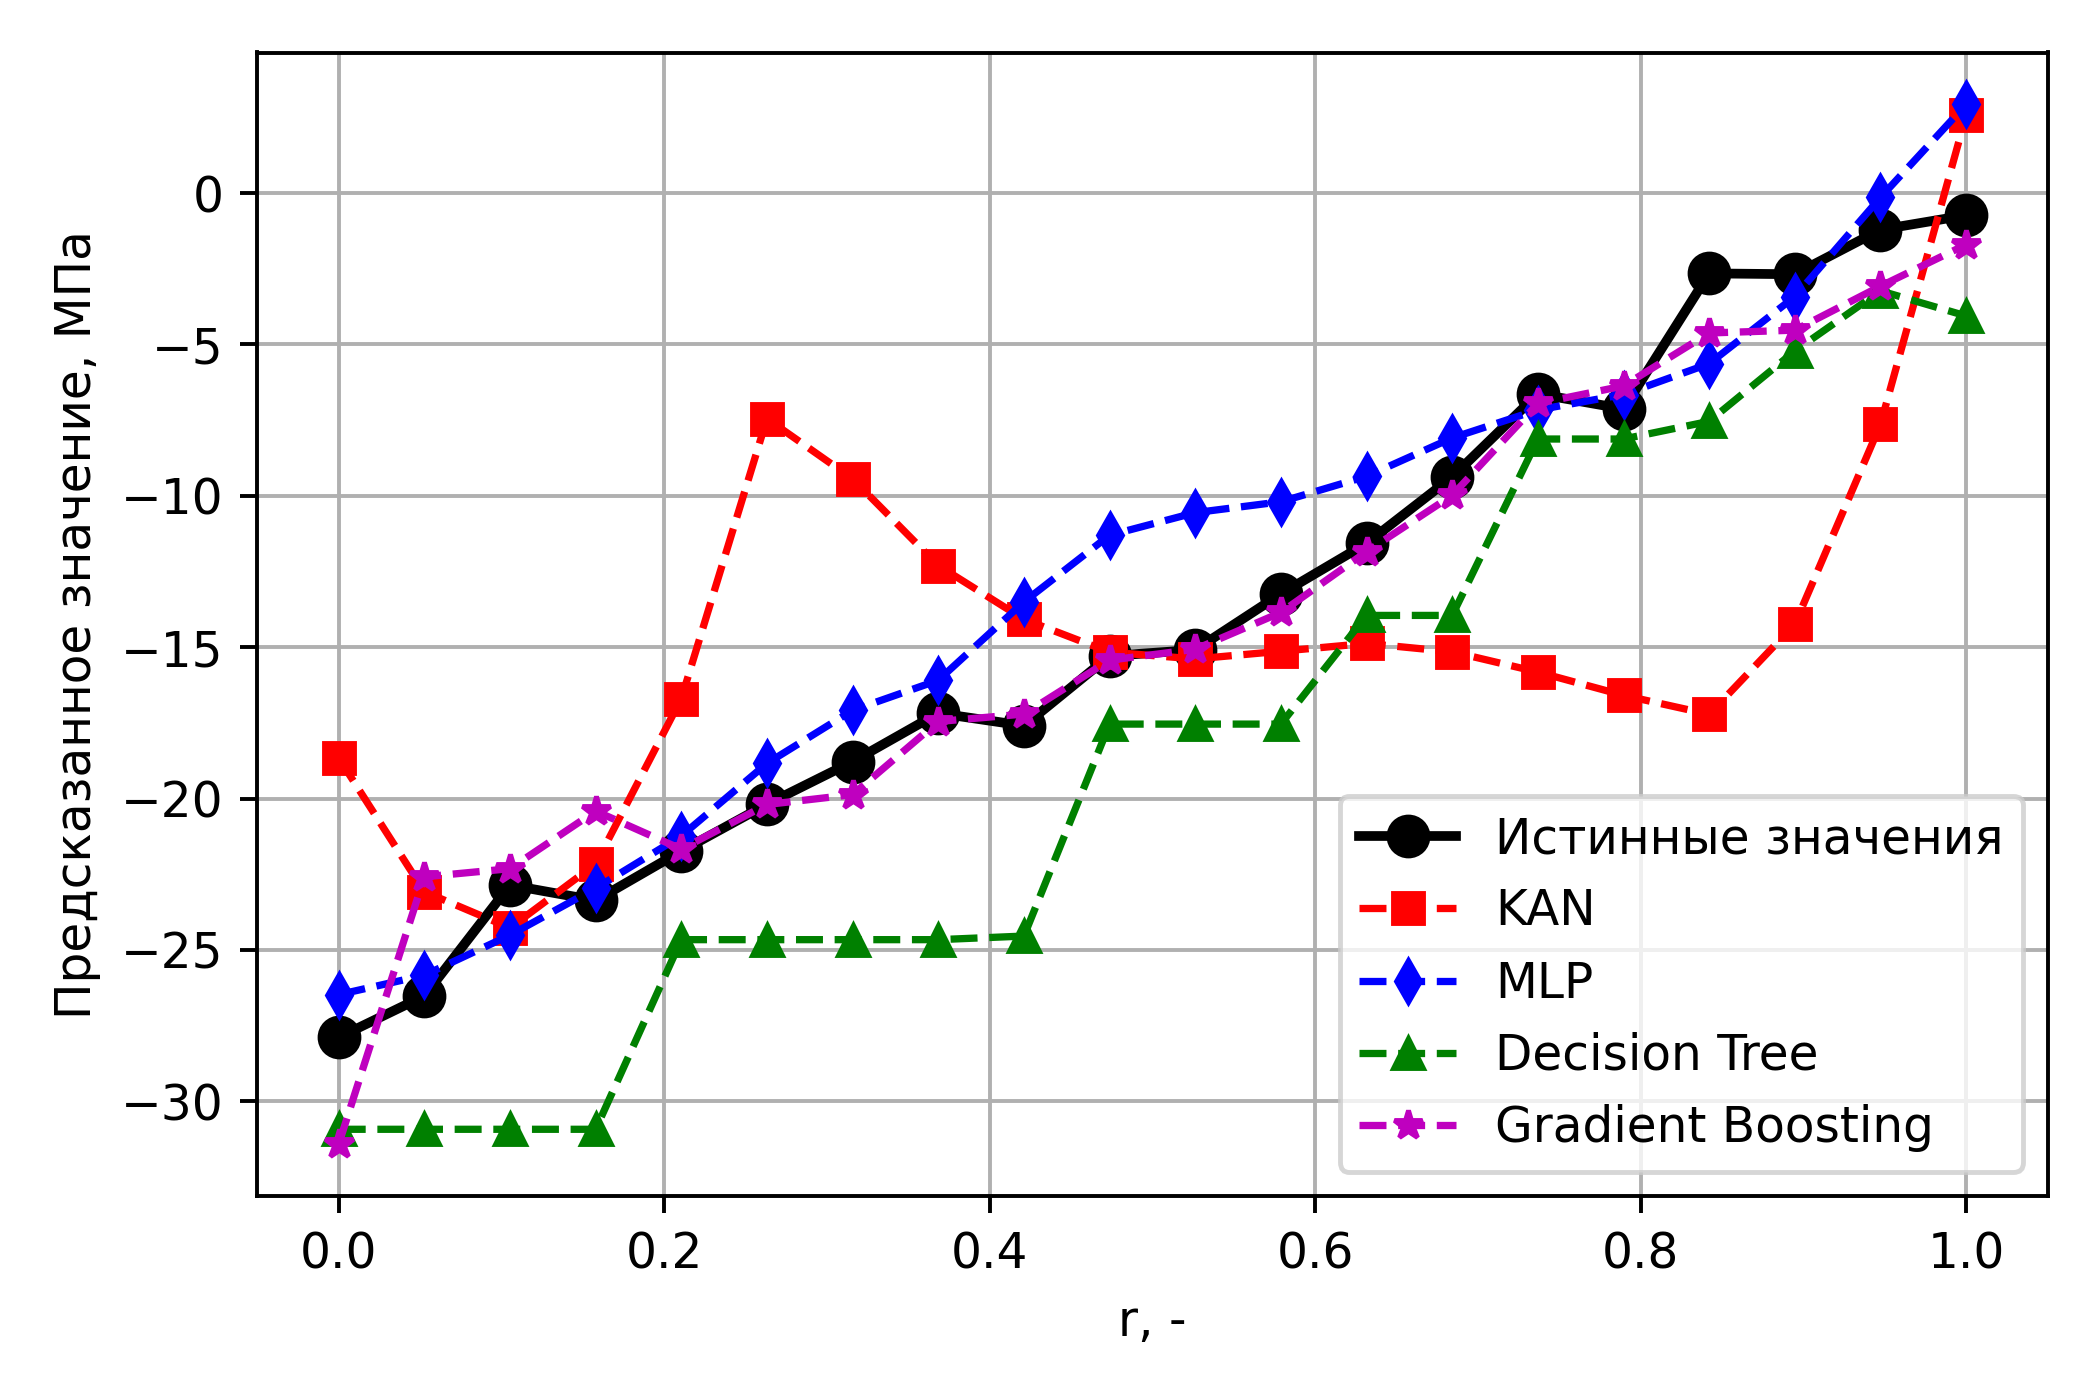 Предсказанное значение, МПа
0
−5
−10
−15
−20
−25
−30
0.0 0.2 0.4 0.6 0.8 1.0
r, -
Истинные значения
KAN
MLP
Decision Tree
Gradient Boosting